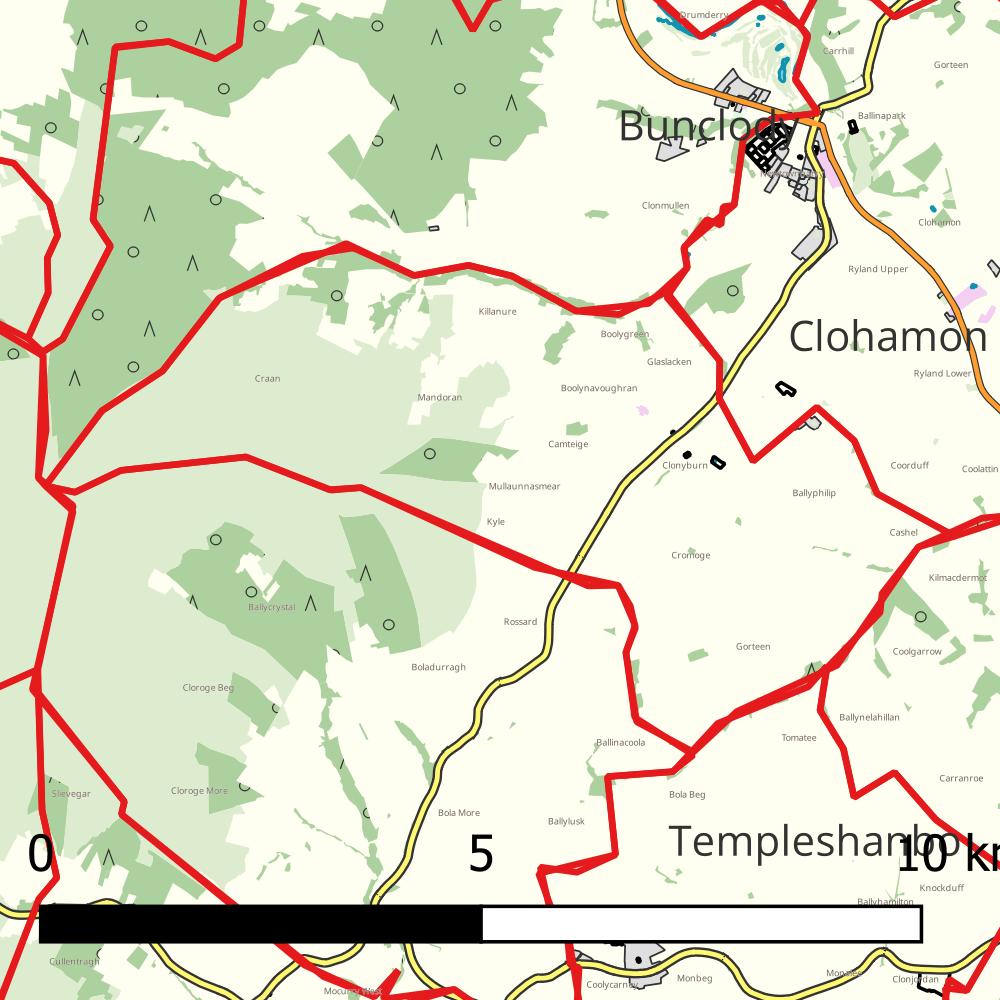 Drumderry
Carrhill
Gorteen
Ballinapark
Bunclody
Clonmullen
Clohamon
Ryland Upper
Killanure
Boolygreen
Clohamon
Glaslacken
Ryland Lower
Craan
Boolynavoughran
Mandoran
Camteige
Clonyburn
Coorduff
Coolattin
Mullaunnasmear
Ballyphilip
Kyle
Cashel
Cromoge
Kilmacdermot
Ballycrystal
Rossard
Gorteen
Coolgarrow
Boladurragh
Cloroge Beg
Ballynelahillan
Ballinacoola
Tomatee
Carranroe
Slievegar
Cloroge More
Bola Beg
Bola More
Ballylusk
Templeshanbo
0
5
10 km
Knockduff
Ballyhamilton
Cullentragh
Coolycarney
Monbeg
Clonjordan
Mocurry West